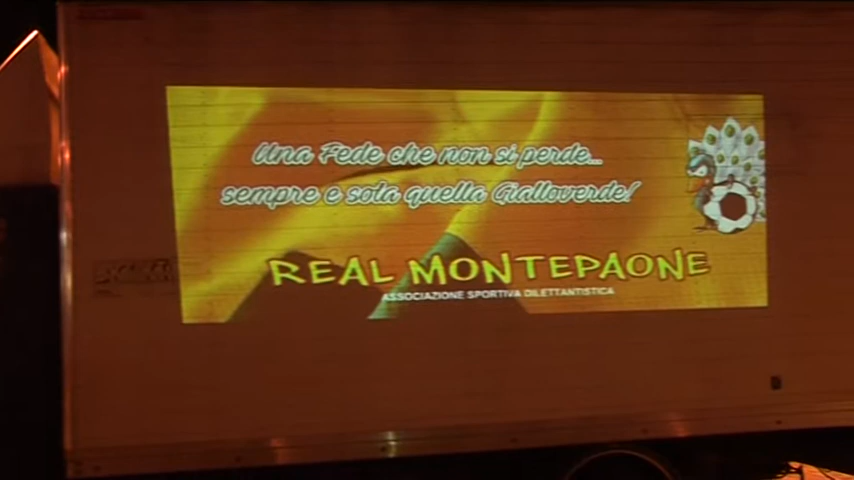 Una Fede che non si perde...
sempre e sola quella Gialloverde!
REAL MONTEPAONE
ASSOCIAZIONE SPORTIVA DILETTANTISTICA